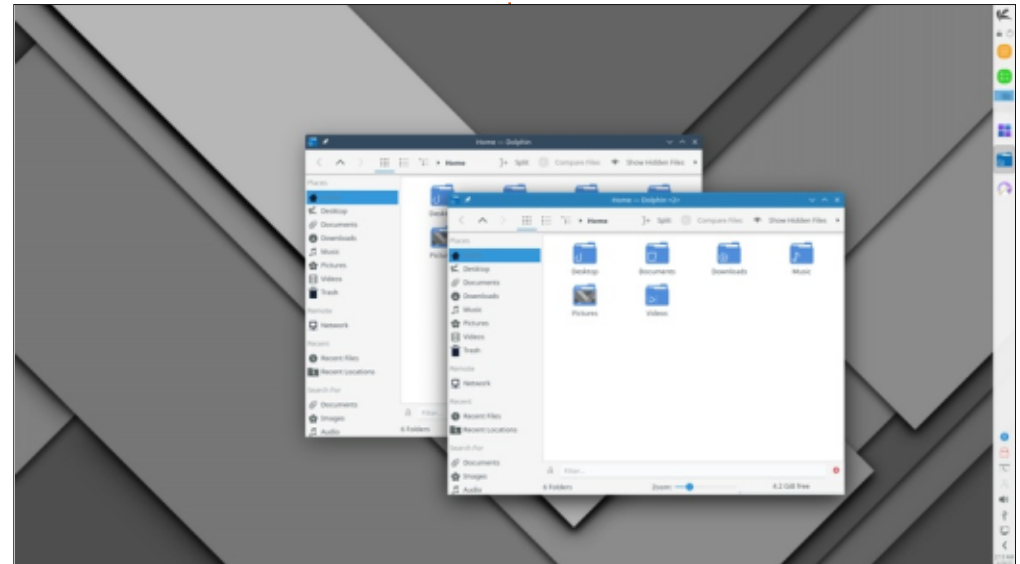 Home — Dolphin
Home Split Compare Files Show Hidden Files
Places
Desktop
Documents
Downloads
Music
Pictures
Videos
Trash
Remote
Network
Recent
Recent Files
Recent Locations
Search For
Documents
Images
Audio
6 Folders
Home — Dolphin <2>
Home Split Compare Files Show Hidden Files
Places
Desktop
Documents
Downloads
Music
Pictures
Videos
Trash
Remote
Network
Recent
Recent Files
Recent Locations
Search For
Documents
Images
Audio
Desktop Documents Downloads Music
Pictures Videos
Filter...
6 Folders Zoom: 4.2 GiB free